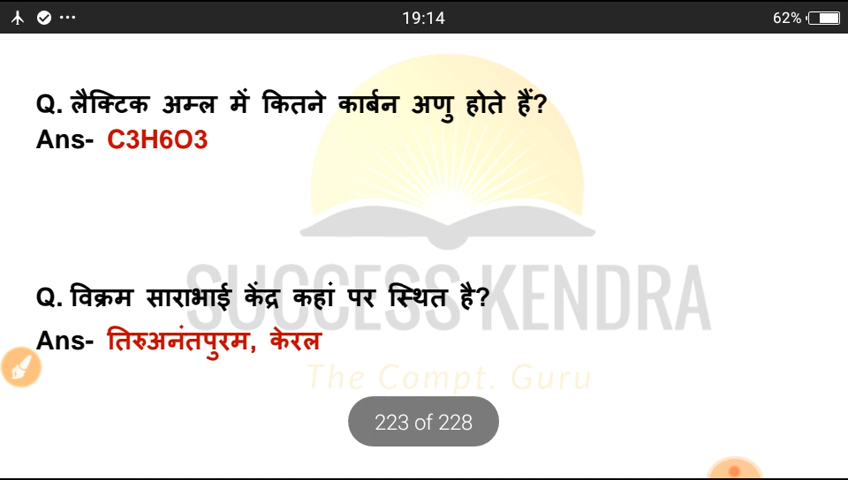 19:14
62%
Q. लैक्टिक अम्ल में कितने कार्बन अणु होते हैं?
Ans- C3H6O3
Q. विक्रम साराभाई केंद्र कहां पर स्थित है?
SUCCESS KENDRA
Ans- तिरुअनंतपुरम, केरल
The Compt. Guru
223 of 228